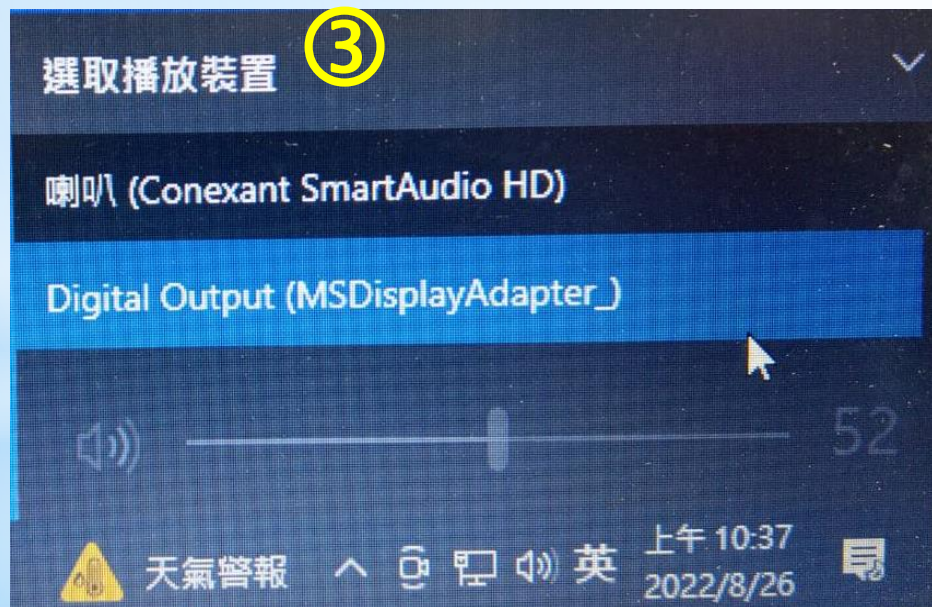 選取播放裝置 ③
喇叭 (Conexant SmartAudio HD)
Digital Output (MSDisplayAdapter_)
52
天氣警報 英 上午 10:37
2022/8/26